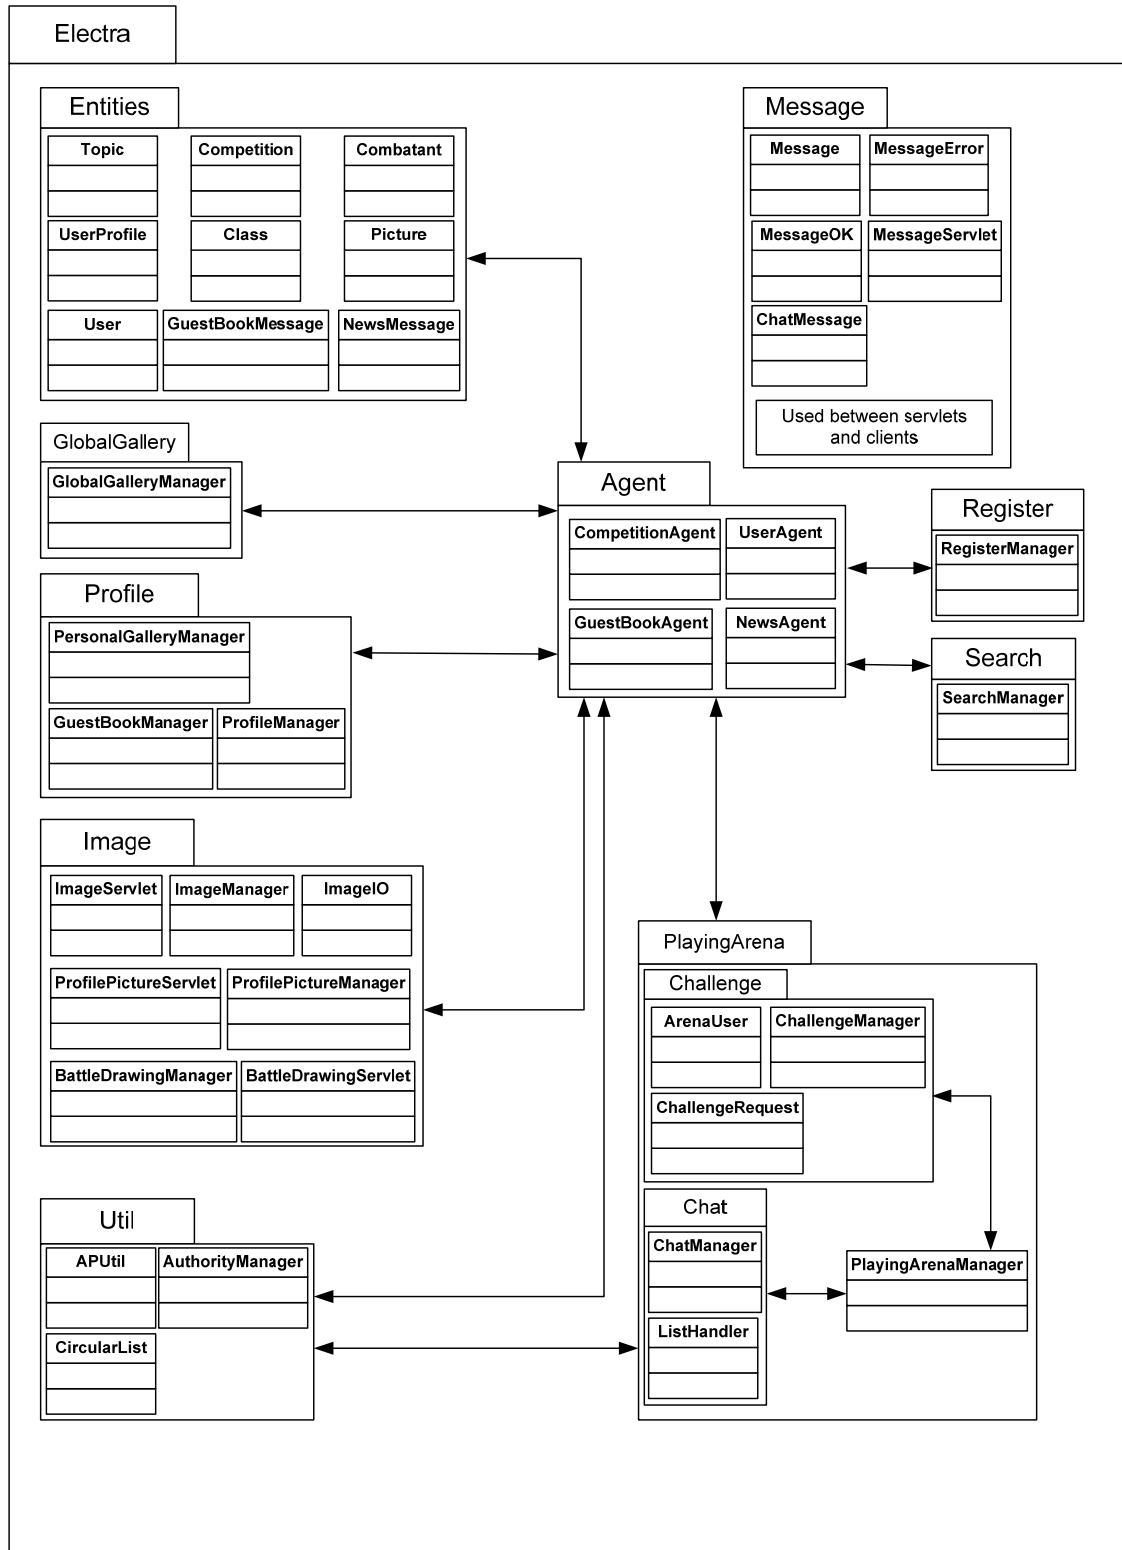 Electra
Entities
Topic
Competition
Combatant
UserProfile
Class
Picture
User
GuestBookMessage
NewsMessage
Message
Message
MessageError
MessageOK
MessageServlet
ChatMessage
Used between servlets
and clients
GlobalGallery
GlobalGalleryManager
Agent
CompetitionAgent
UserAgent
GuestBookAgent
NewsAgent
Register
RegisterManager
Search
SearchManager
Profile
PersonalGalleryManager
GuestBookManager
ProfileManager
Image
ImageServlet
ImageManager
ImageIO
ProfilePictureServlet
ProfilePictureManager
BattleDrawingManager
BattleDrawingServlet
PlayingArena
Challenge
ArenaUser
ChallengeManager
ChallengeRequest
Chat
ChatManager
ListHandler
PlayingArenaManager
Util
APUtil
AuthorityManager
CircularList